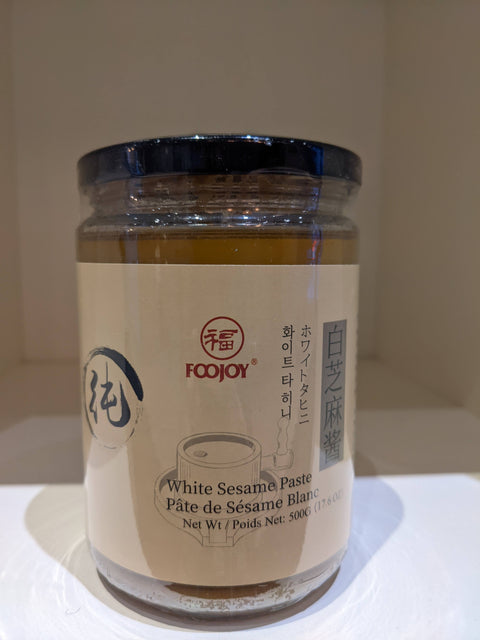 純
福
FOOJOY®
화이트 타히니
ホワイトタヒニ
白芝麻酱
White Sesame Paste
Pâte de Sésame Blanc
Net Wt / Poids Net: 500G (17.6 OZ)